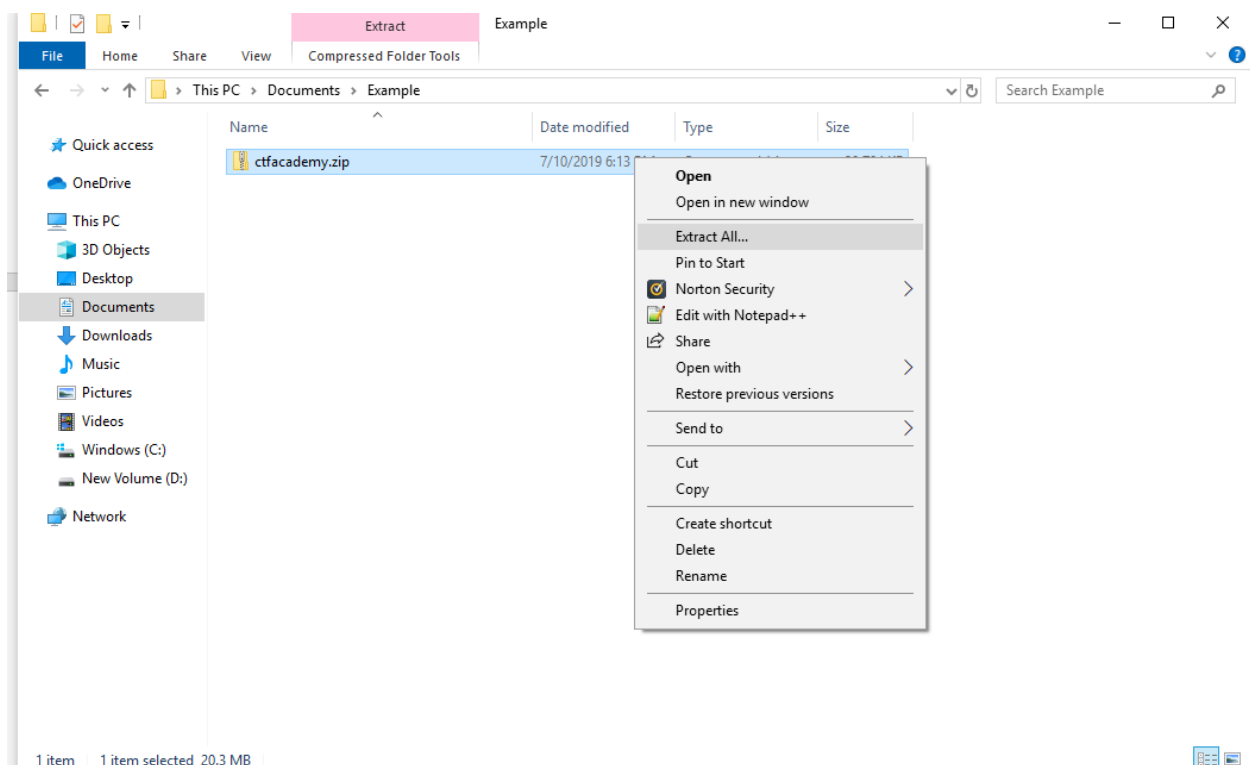 Extract
Example
File Home Share View Compressed Folder Tools
This PC > Documents > Example
Search Example
Name Date modified Type Size
ctfacademy.zip 7/10/2019 6:13
Quick access
OneDrive
This PC
3D Objects
Desktop
Documents
Downloads
Music
Pictures
Videos
Windows (C:)
New Volume (D:)
Network
Open
Open in new window
Extract All...
Pin to Start
Norton Security
Edit with Notepad++
Share
Open with
Restore previous versions
Send to
Cut
Copy
Create shortcut
Delete
Rename
Properties
1 item 1 item selected 20.3 MB